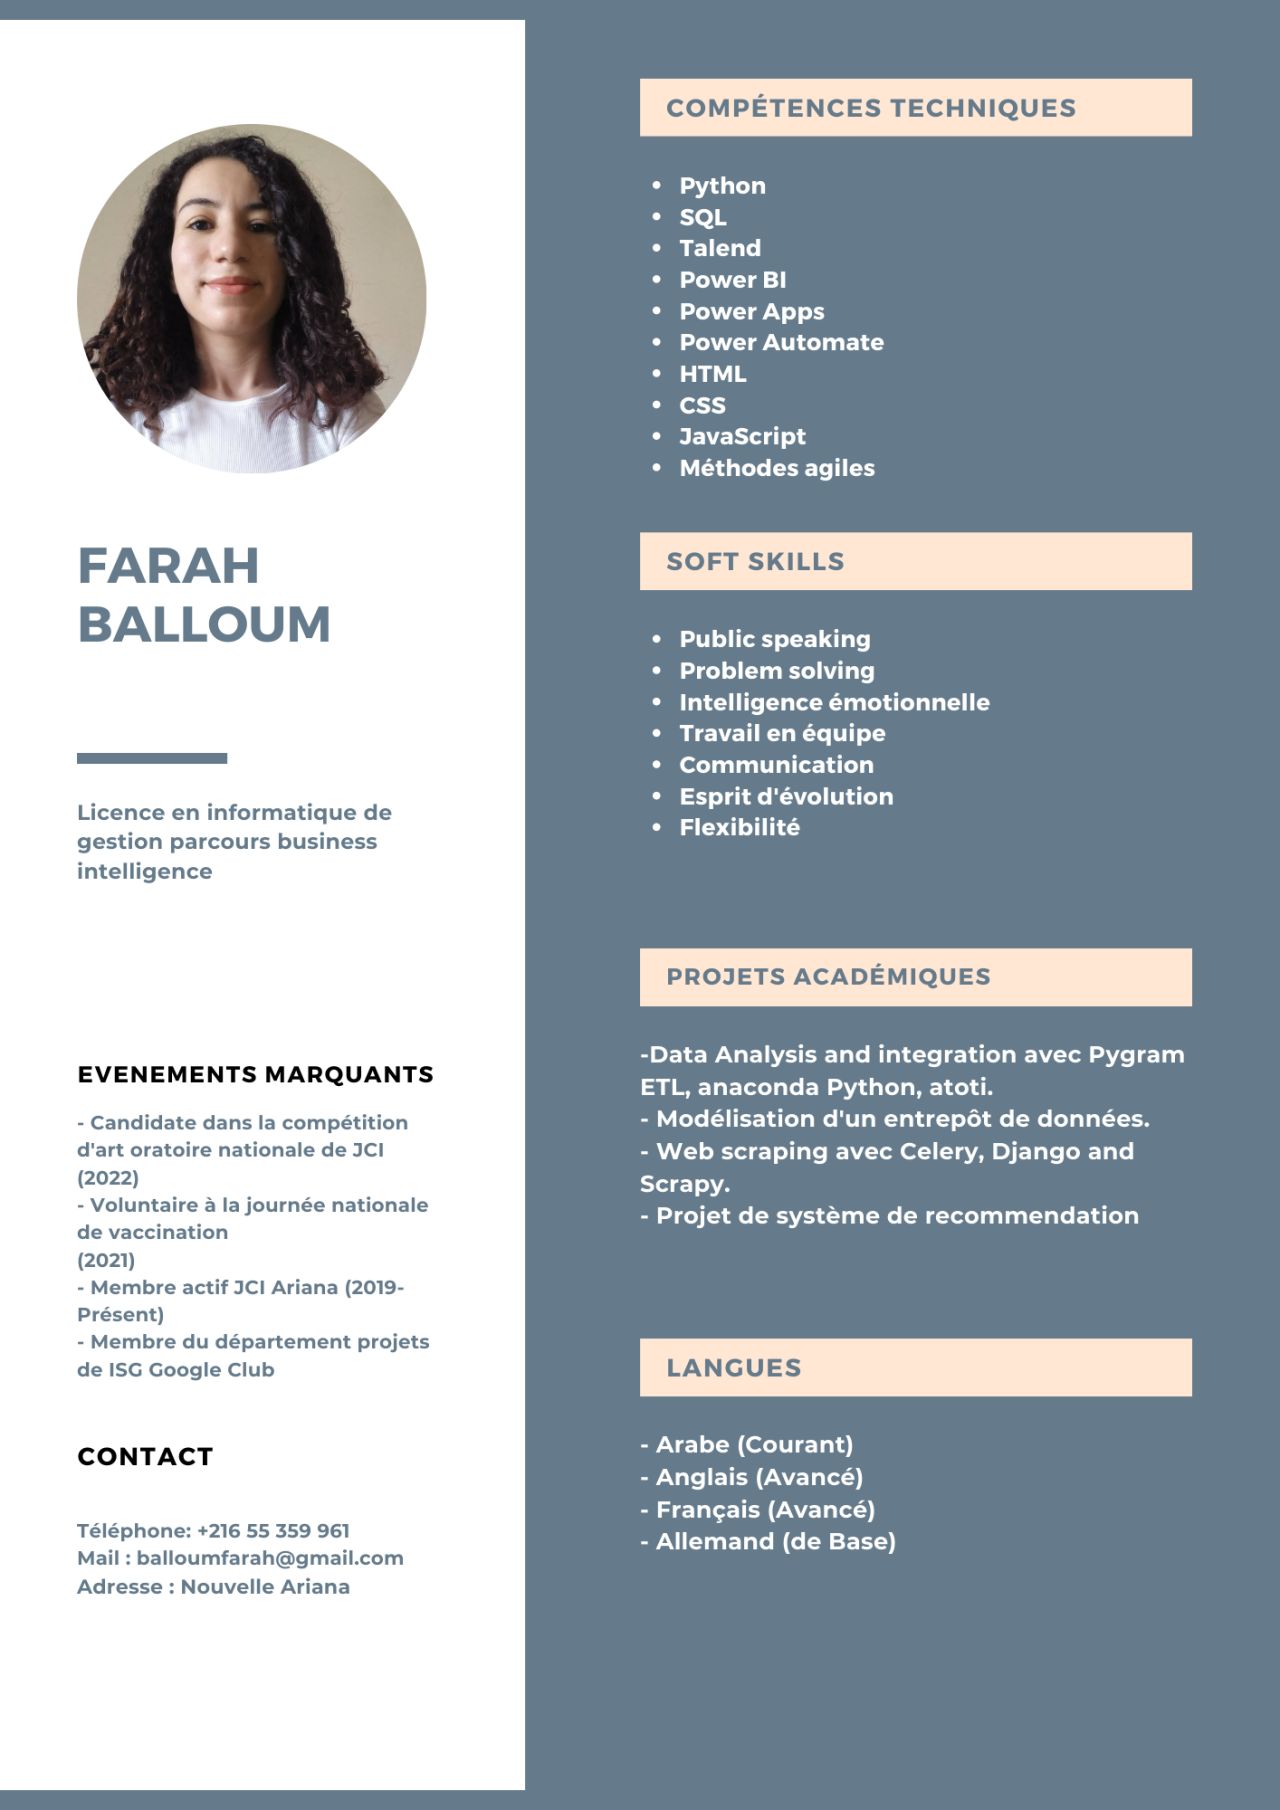 FARAH
BALLOUM
Licence en informatique de
gestion parcours business
intelligence
EVENEMENTS MARQUANTS
- Candidate dans la compétition
d'art oratoire nationale de JCI
(2022)
- Voluntaire à la journée nationale
de vaccination
(2021)
- Membre actif JCI Ariana (2019-
Présent)
- Membre du département projets
de ISG Google Club
CONTACT
Téléphone: +216 55 359 961
Mail : balloumfarah@gmail.com
Adresse : Nouvelle Ariana
COMPÉTENCES TECHNIQUES
• Python
• SQL
• Talend
• Power BI
• Power Apps
• Power Automate
• HTML
• CSS
• JavaScript
• Méthodes agiles
SOFT SKILLS
• Public speaking
• Problem solving
• Intelligence émotionnelle
• Travail en équipe
• Communication
• Esprit d'évolution
• Flexibilité
PROJETS ACADÉMIQUES
-Data Analysis and integration avec Pygram
ETL, anaconda Python, atoti.
- Modélisation d'un entrepôt de données.
- Web scraping avec Celery, Django and
Scrapy.
- Projet de système de recommendation
LANGUES
- Arabe (Courant)
- Anglais (Avancé)
- Français (Avancé)
- Allemand (de Base)